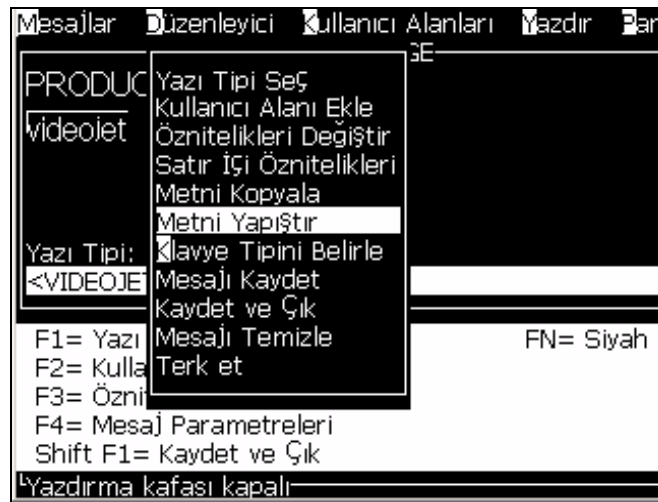 Mesajlar Düzenleyici Kullanıcı Alanları Yazdır
GE
PRODUC
videojet
Yazı Tipi Seç
Kullanıcı Alanı Ekle
Öznitelikleri Değiştir
Satır İçi Öznitelikleri
Metni Kopyala
Metni Yapıştır
Klavye Tipini Belirle
Mesajı Kaydet
Kaydet ve Çık
Mesajı Temizle
Terk et
Yazı Tipi:
<VIDEOJET
F1= Yazı FN= Siyah
F2= Kulla
F3=Özni
F4= Mesaj Parametreleri
Shift F1= Kaydet ve Çık
Yazdırma kafası kapalı